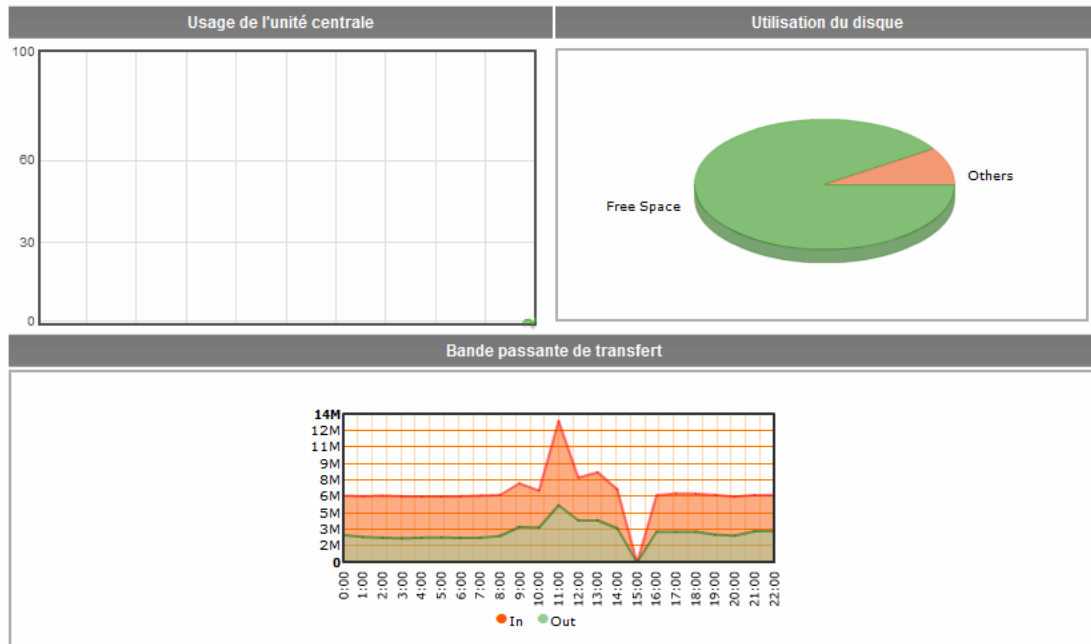 Usage de l'unité centrale
Utilisation du disque
100
60
30
0
Free Space
Others
Bande passante de transfert
14M
12M
11M
9M
8M
6M
5M
3M
2M
0
0:00 1:00 2:00 3:00 4:00 5:00 6:00 7:00 8:00 9:00 10:00 11:00 12:00 13:00 14:00 15:00 16:00 17:00 18:00 19:00 20:00 21:00 22:00
In Out